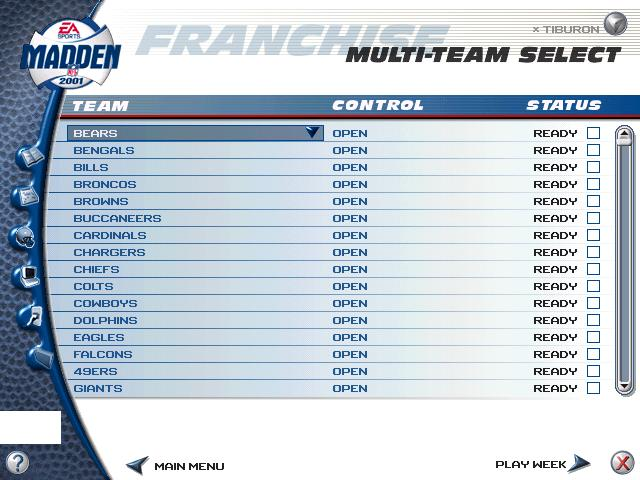 EA
SPORTS
MADDEN
NFL
2001
FRANCHISE
× TIBURON
MULTI-TEAM SELECT
TEAM CONTROL STATUS
BEARS OPEN READY
BENGALS OPEN READY
BILLS OPEN READY
BRONCOS OPEN READY
BROWNS OPEN READY
BUCCANEERS OPEN READY
CARDINALS OPEN READY
CHARGERS OPEN READY
CHIEFS OPEN READY
COLTS OPEN READY
COWBOYS OPEN READY
DOLPHINS OPEN READY
EAGLES OPEN READY
FALCONS OPEN READY
49ERS OPEN READY
GIANTS OPEN READY
? MAIN MENU PLAY WEEK X